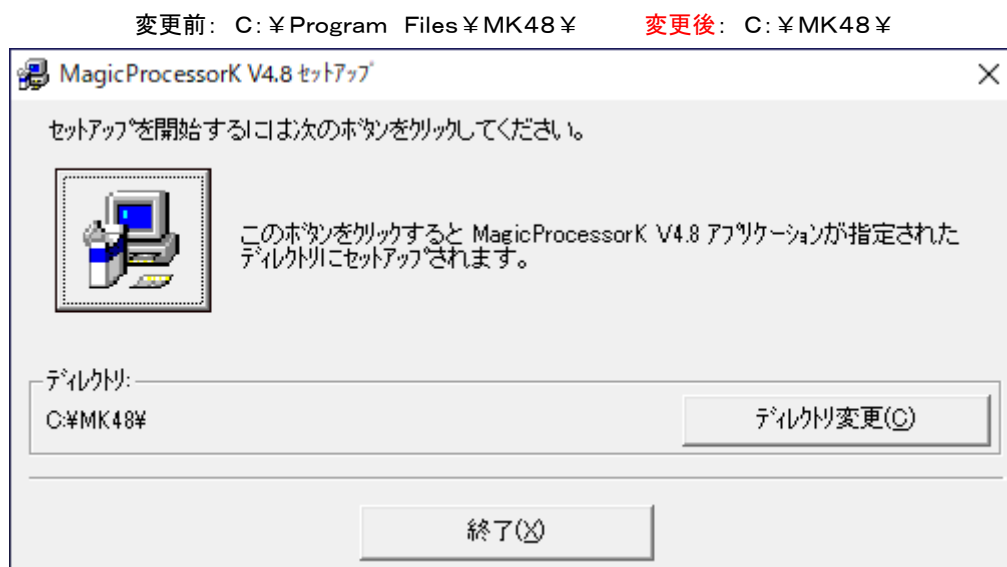 変更前： C：￥Program Files￥MK48￥ 変更後： C：￥MK48￥
MagicProcessorK V4.8 ｾｯﾄｱｯﾌﾟ
ｾｯﾄｱｯﾌﾟを開始するには次のﾎﾞﾀﾝをｸﾘｯｸしてください。
このﾎﾞﾀﾝをｸﾘｯｸすると MagicProcessorK V4.8 ｱﾌﾟﾘｹｰｼｮﾝが指定された
ﾃﾞｨﾚｸﾄﾘにｾｯﾄｱｯﾌﾟされます。
ﾃﾞｨﾚｸﾄﾘ:
C:¥MK48¥
ﾃﾞｨﾚｸﾄﾘ変更(C)
終了(X)